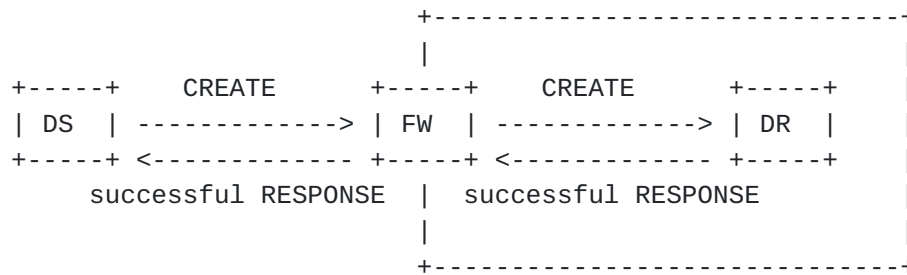 CREATE CREATE
DS FW DR
successful RESPONSE successful RESPONSE